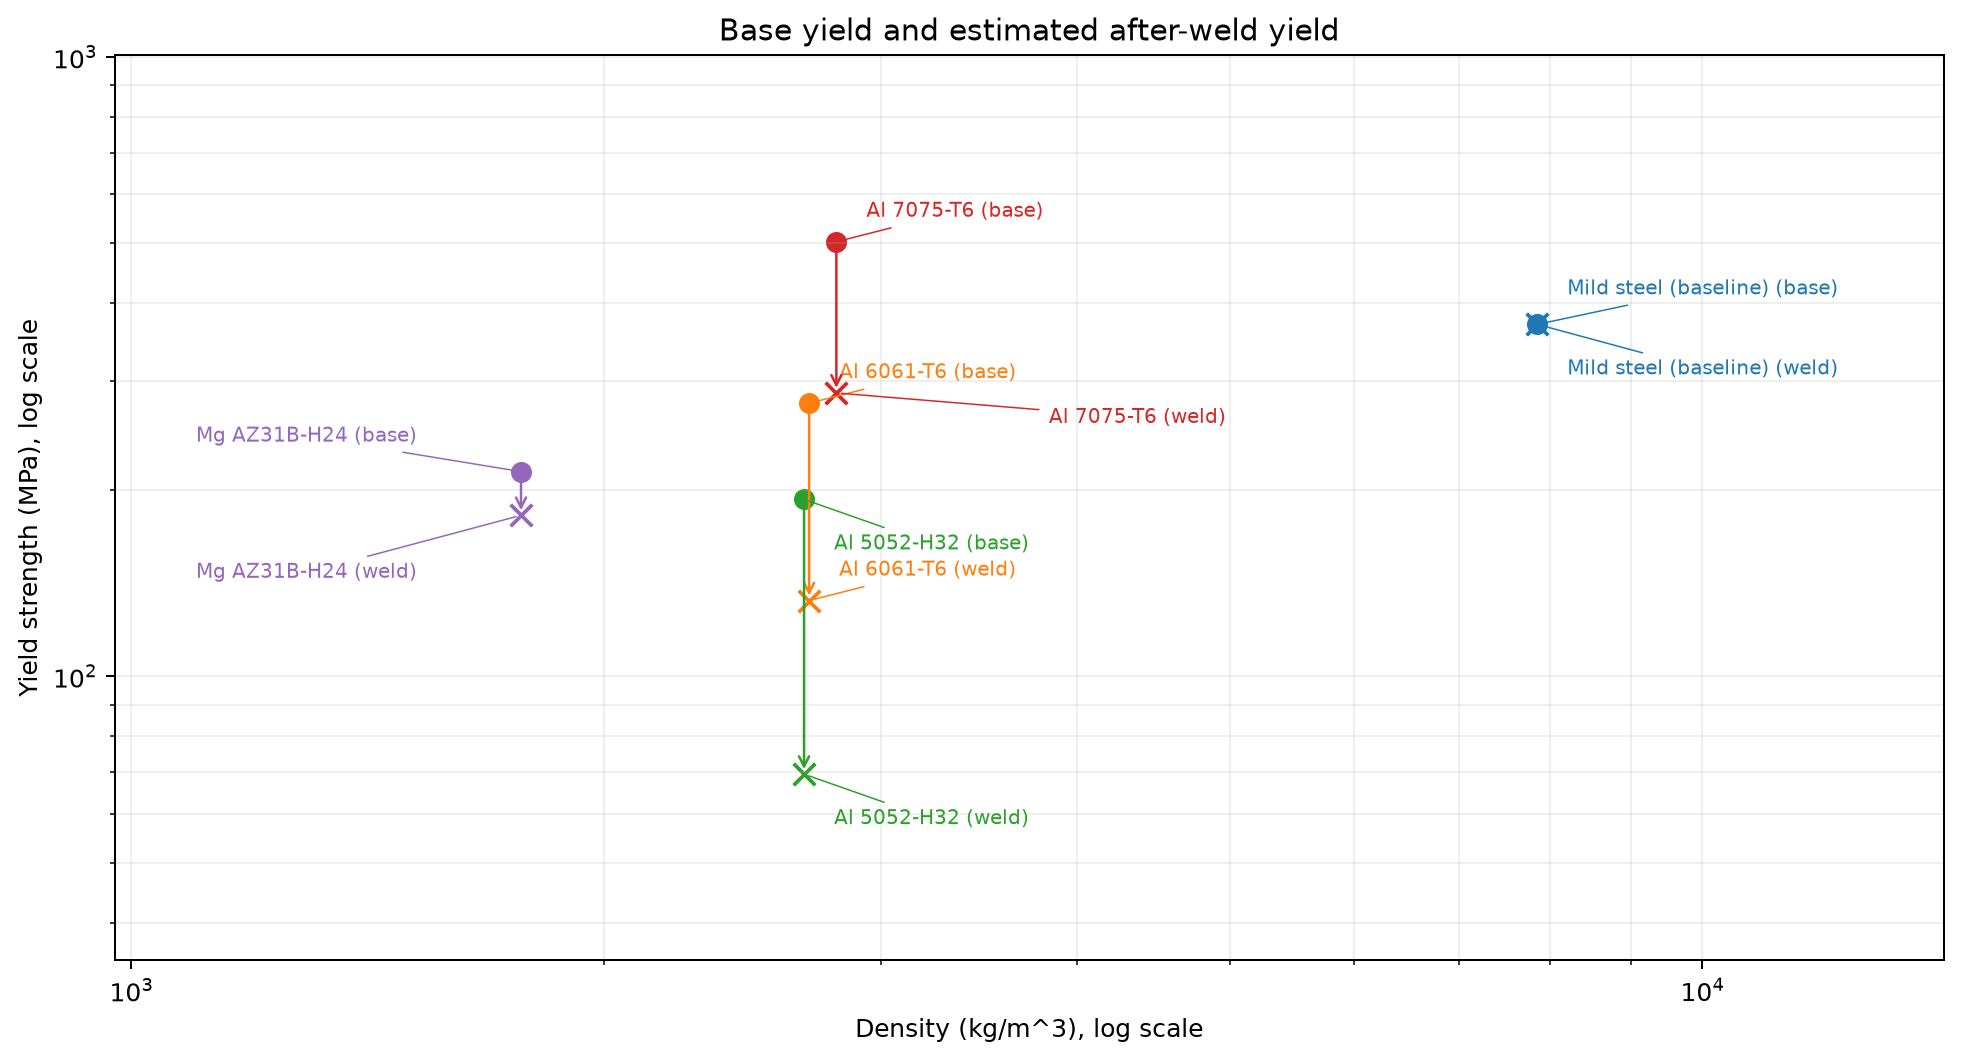 Base yield and estimated after-weld yield
10³
Al 7075-T6 (base)
Mild steel (baseline) (base)
Al 6061-T6 (base)
Mild steel (baseline) (weld)
Al 7075-T6 (weld)
Mg AZ31B-H24 (base)
Al 5052-H32 (base)
Al 6061-T6 (weld)
Mg AZ31B-H24 (weld)
10²
Al 5052-H32 (weld)
Yield strength (MPa), log scale
10³
10⁴
Density (kg/m^3), log scale